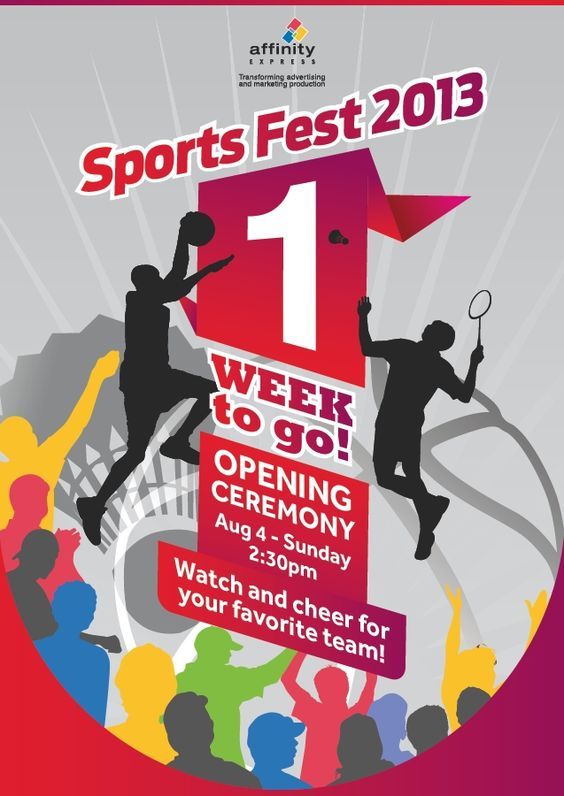 affinity
EXPRESS
Transforming advertising
and marketing production
Sports Fest 2013
1
WEEK
to go!
OPENING
CEREMONY
Aug 4 - Sunday
2:30pm
Watch and cheer for
your favorite team!